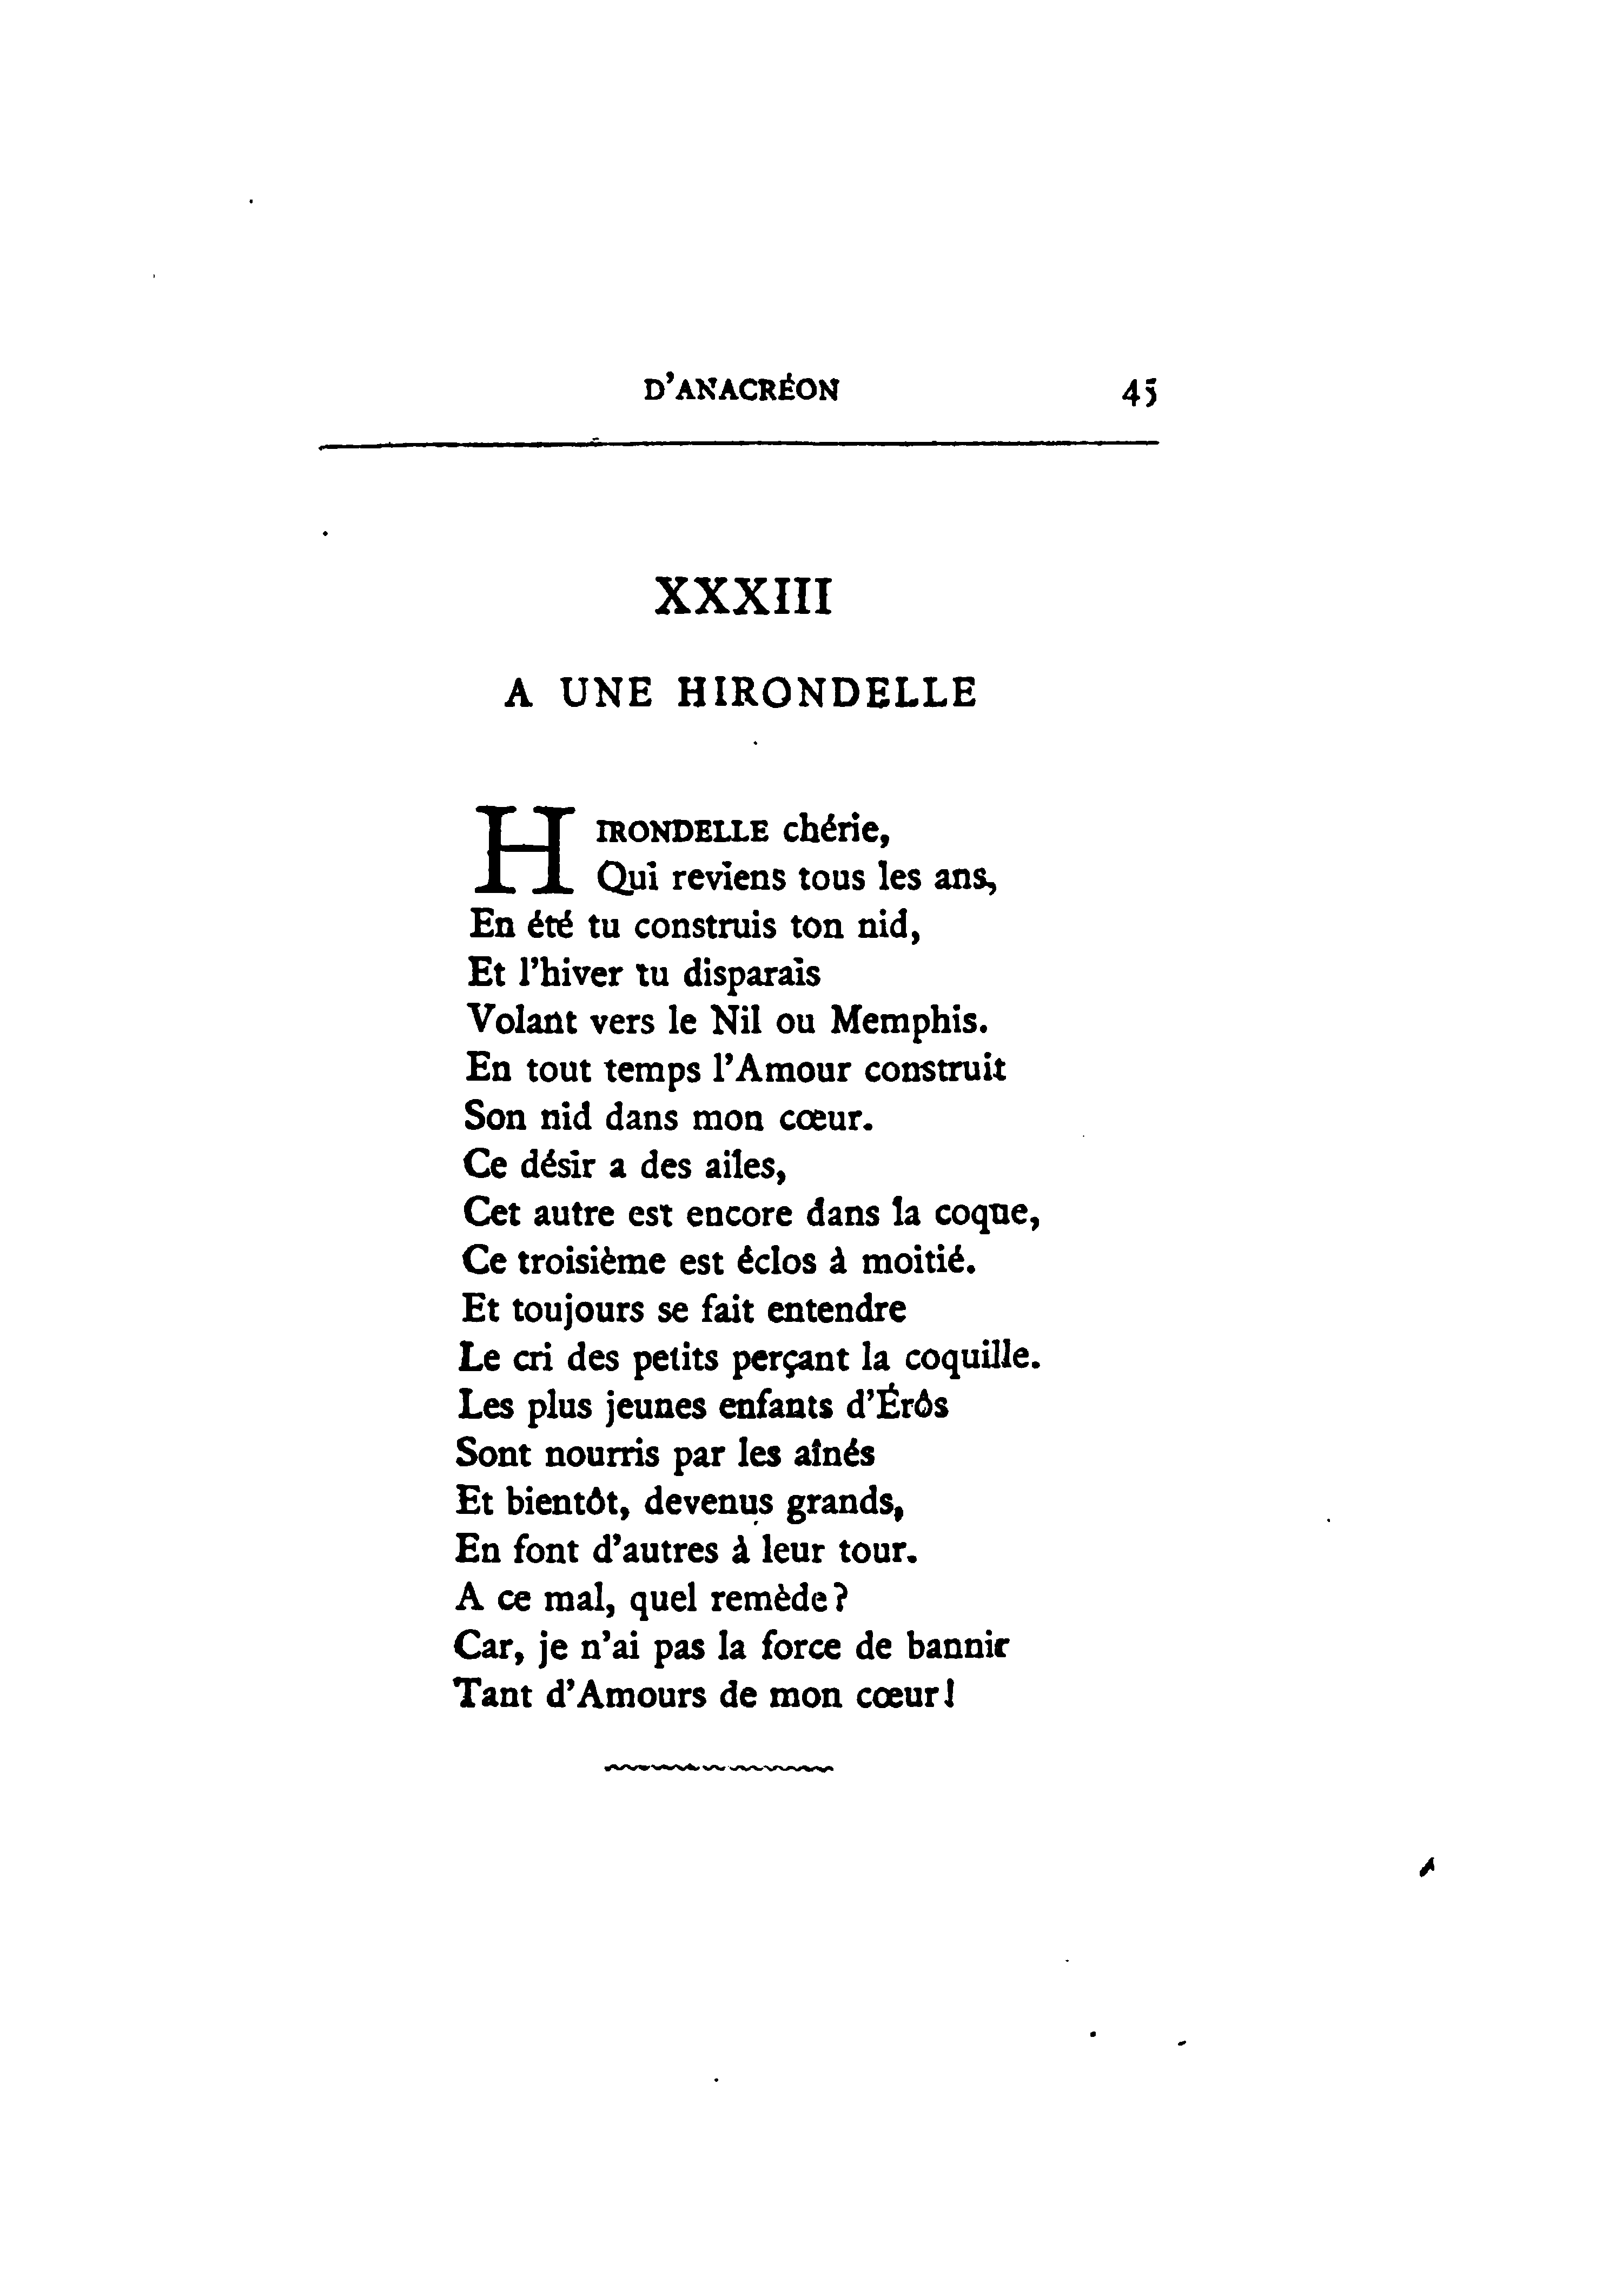 D'ANACRÉON 45
XXXIII
A UNE HIRONDELLE
HIRONDELLE chérie,
Qui reviens tous les ans,
En été tu construis ton nid,
Et l'hiver tu disparais
Volant vers le Nil ou Memphis.
En tout temps l'Amour construit
Son nid dans mon cœur.
Ce désir a des ailes,
Cet autre est encore dans la coque,
Ce troisième est éclos à moitié.
Et toujours se fait entendre
Le cri des petits perçant la coquille.
Les plus jeunes enfants d'Érôs
Sont nourris par les aînés
Et bientôt, devenus grands,
En font d'autres à leur tour.
A ce mal, quel remède?
Car, je n'ai pas la force de bannir
Tant d'Amours de mon cœur!